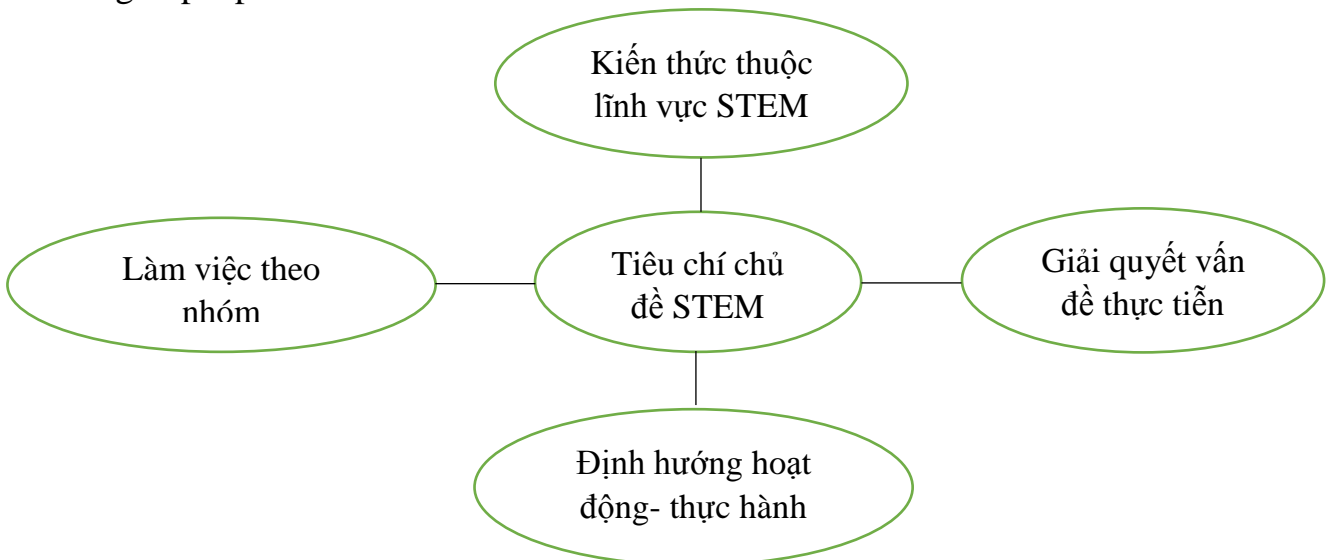 Kiến thức thuộc
lĩnh vực STEM
Làm việc theo
nhóm
Tiêu chí chủ
đề STEM
Giải quyết vấn
đề thực tiễn
Định hướng hoạt
động- thực hành